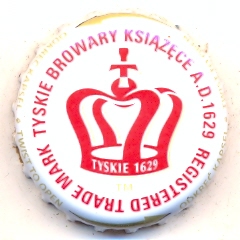 TYSKIE BROWARY KSIĄŻĘCE A.D. 1629 REGISTERED TRADE MARK
TYSKIE 1629
TM